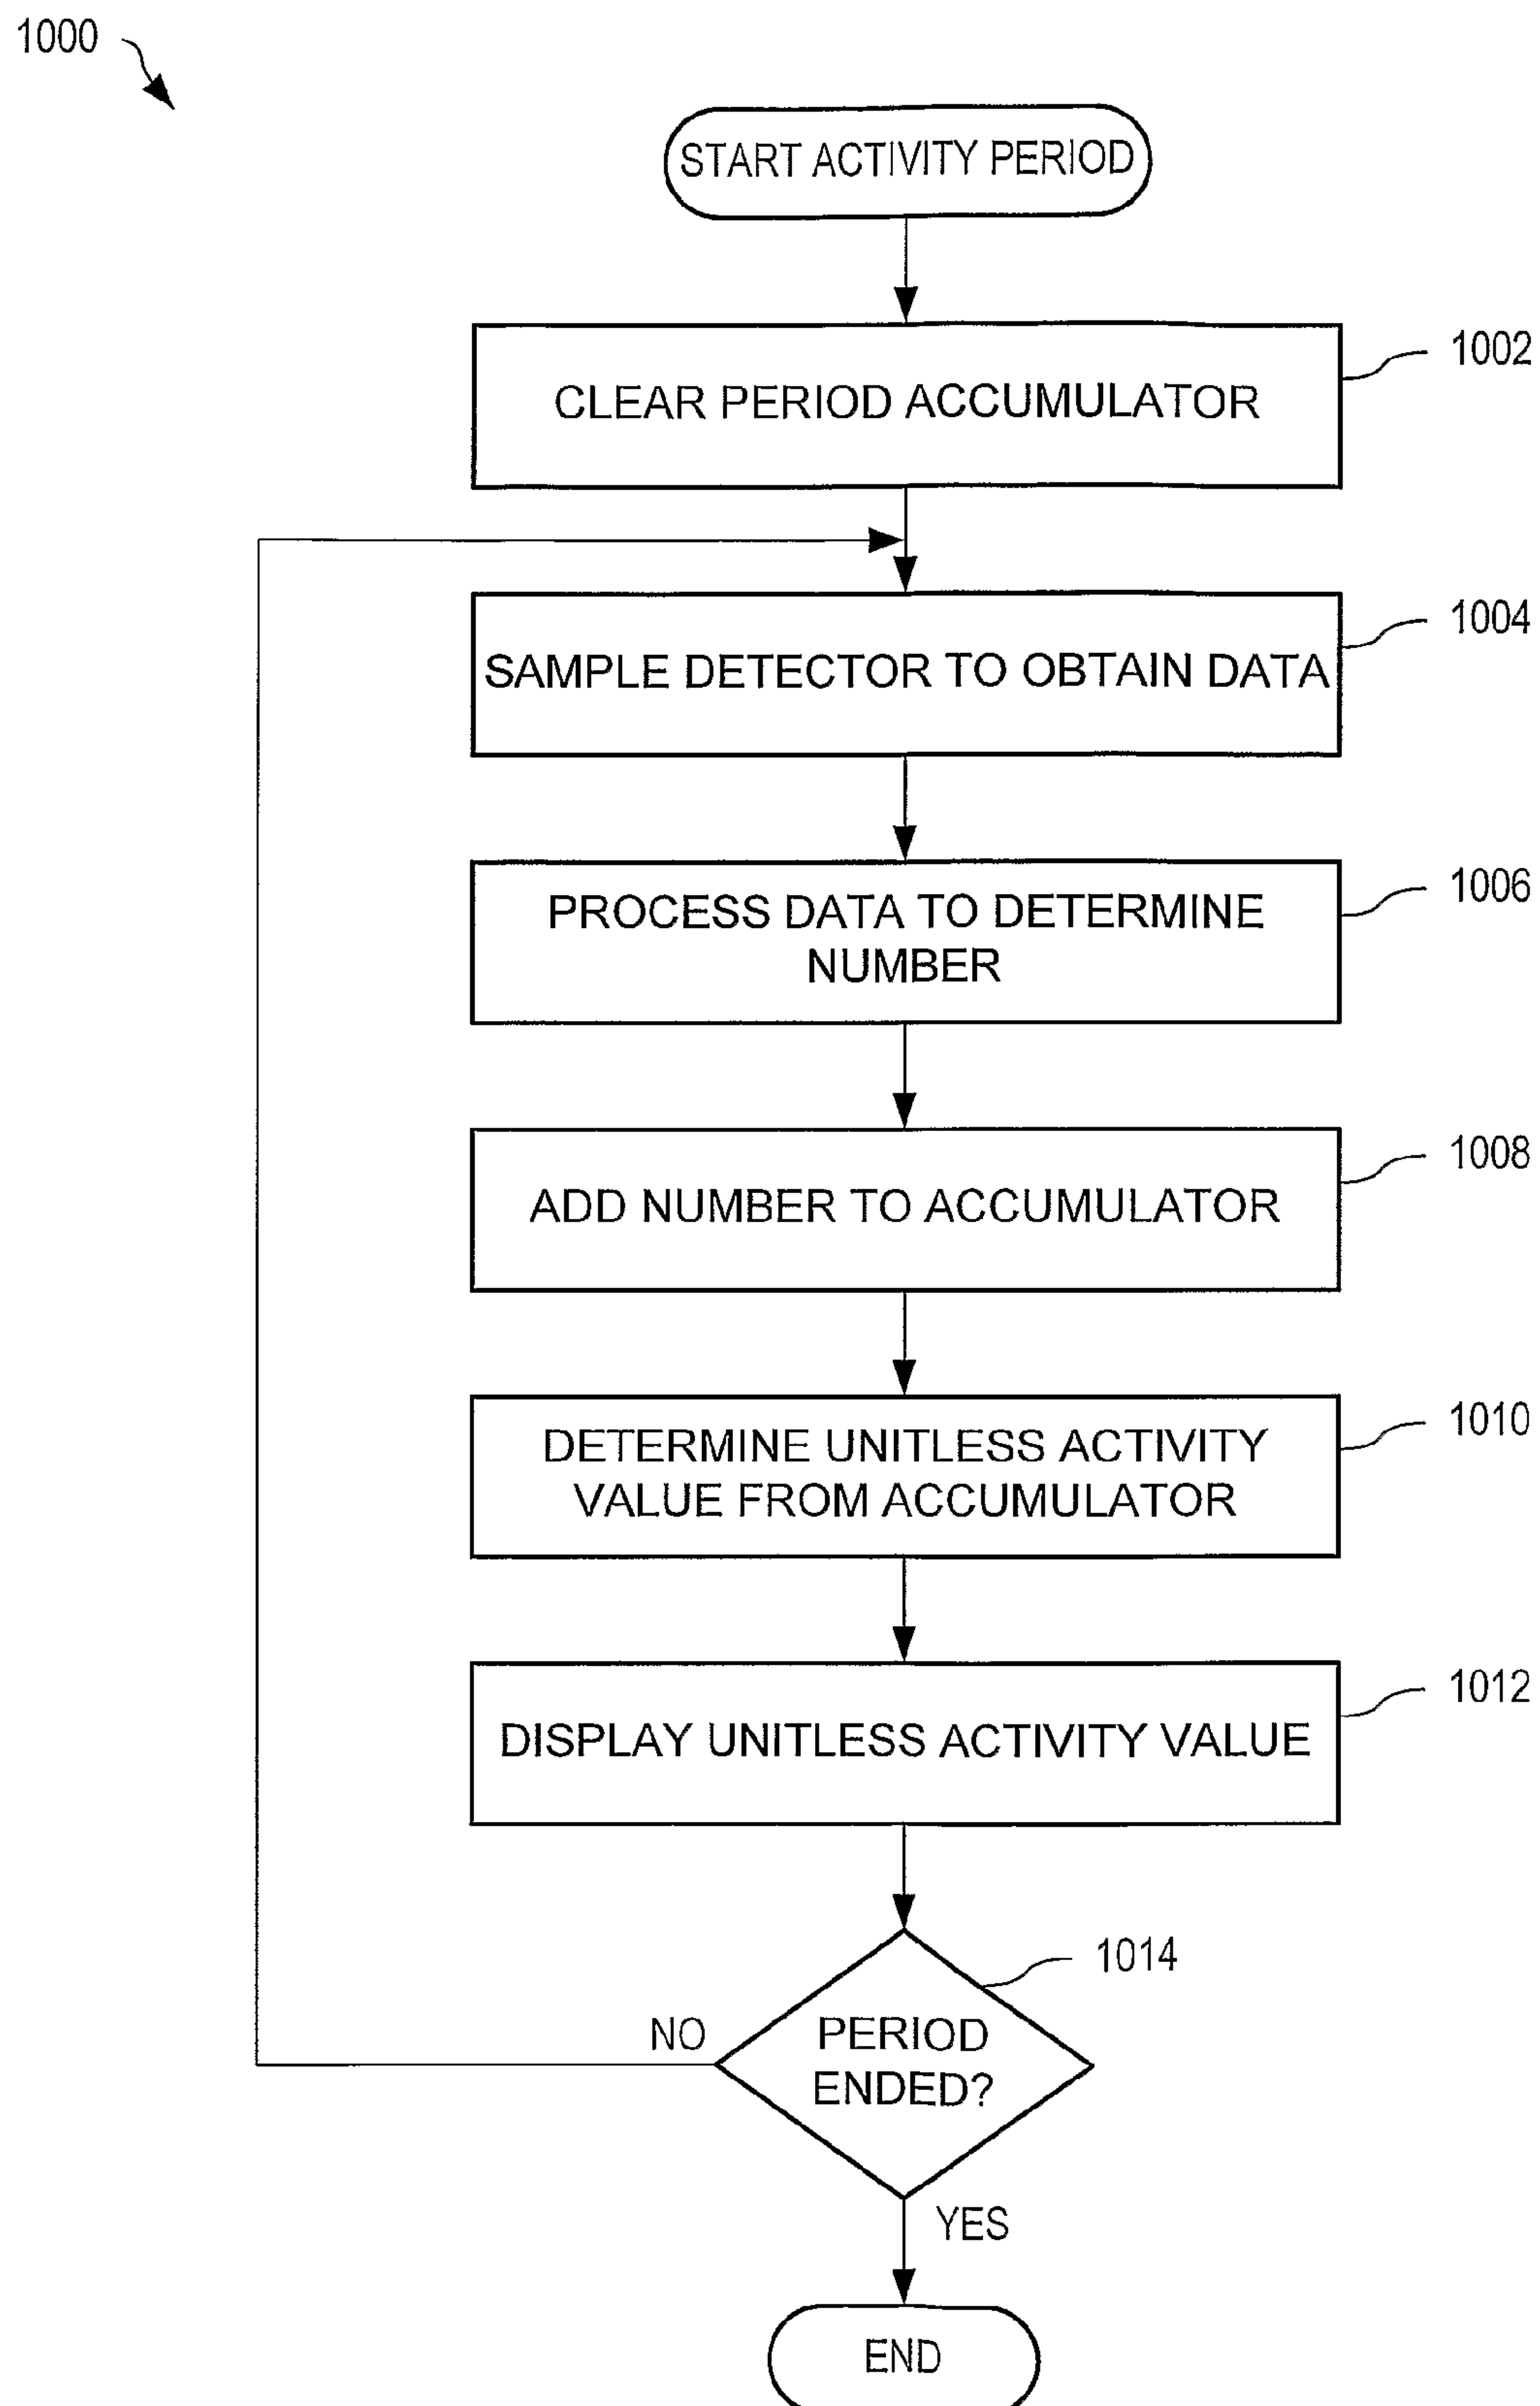 1000
START ACTIVITY PERIOD
CLEAR PERIOD ACCUMULATOR
1002
SAMPLE DETECTOR TO OBTAIN DATA
1004
PROCESS DATA TO DETERMINE
NUMBER
1006
ADD NUMBER TO ACCUMULATOR
1008
DETERMINE UNITLESS ACTIVITY
VALUE FROM ACCUMULATOR
1010
DISPLAY UNITLESS ACTIVITY VALUE
1012
PERIOD
ENDED?
1014
NO
YES
END